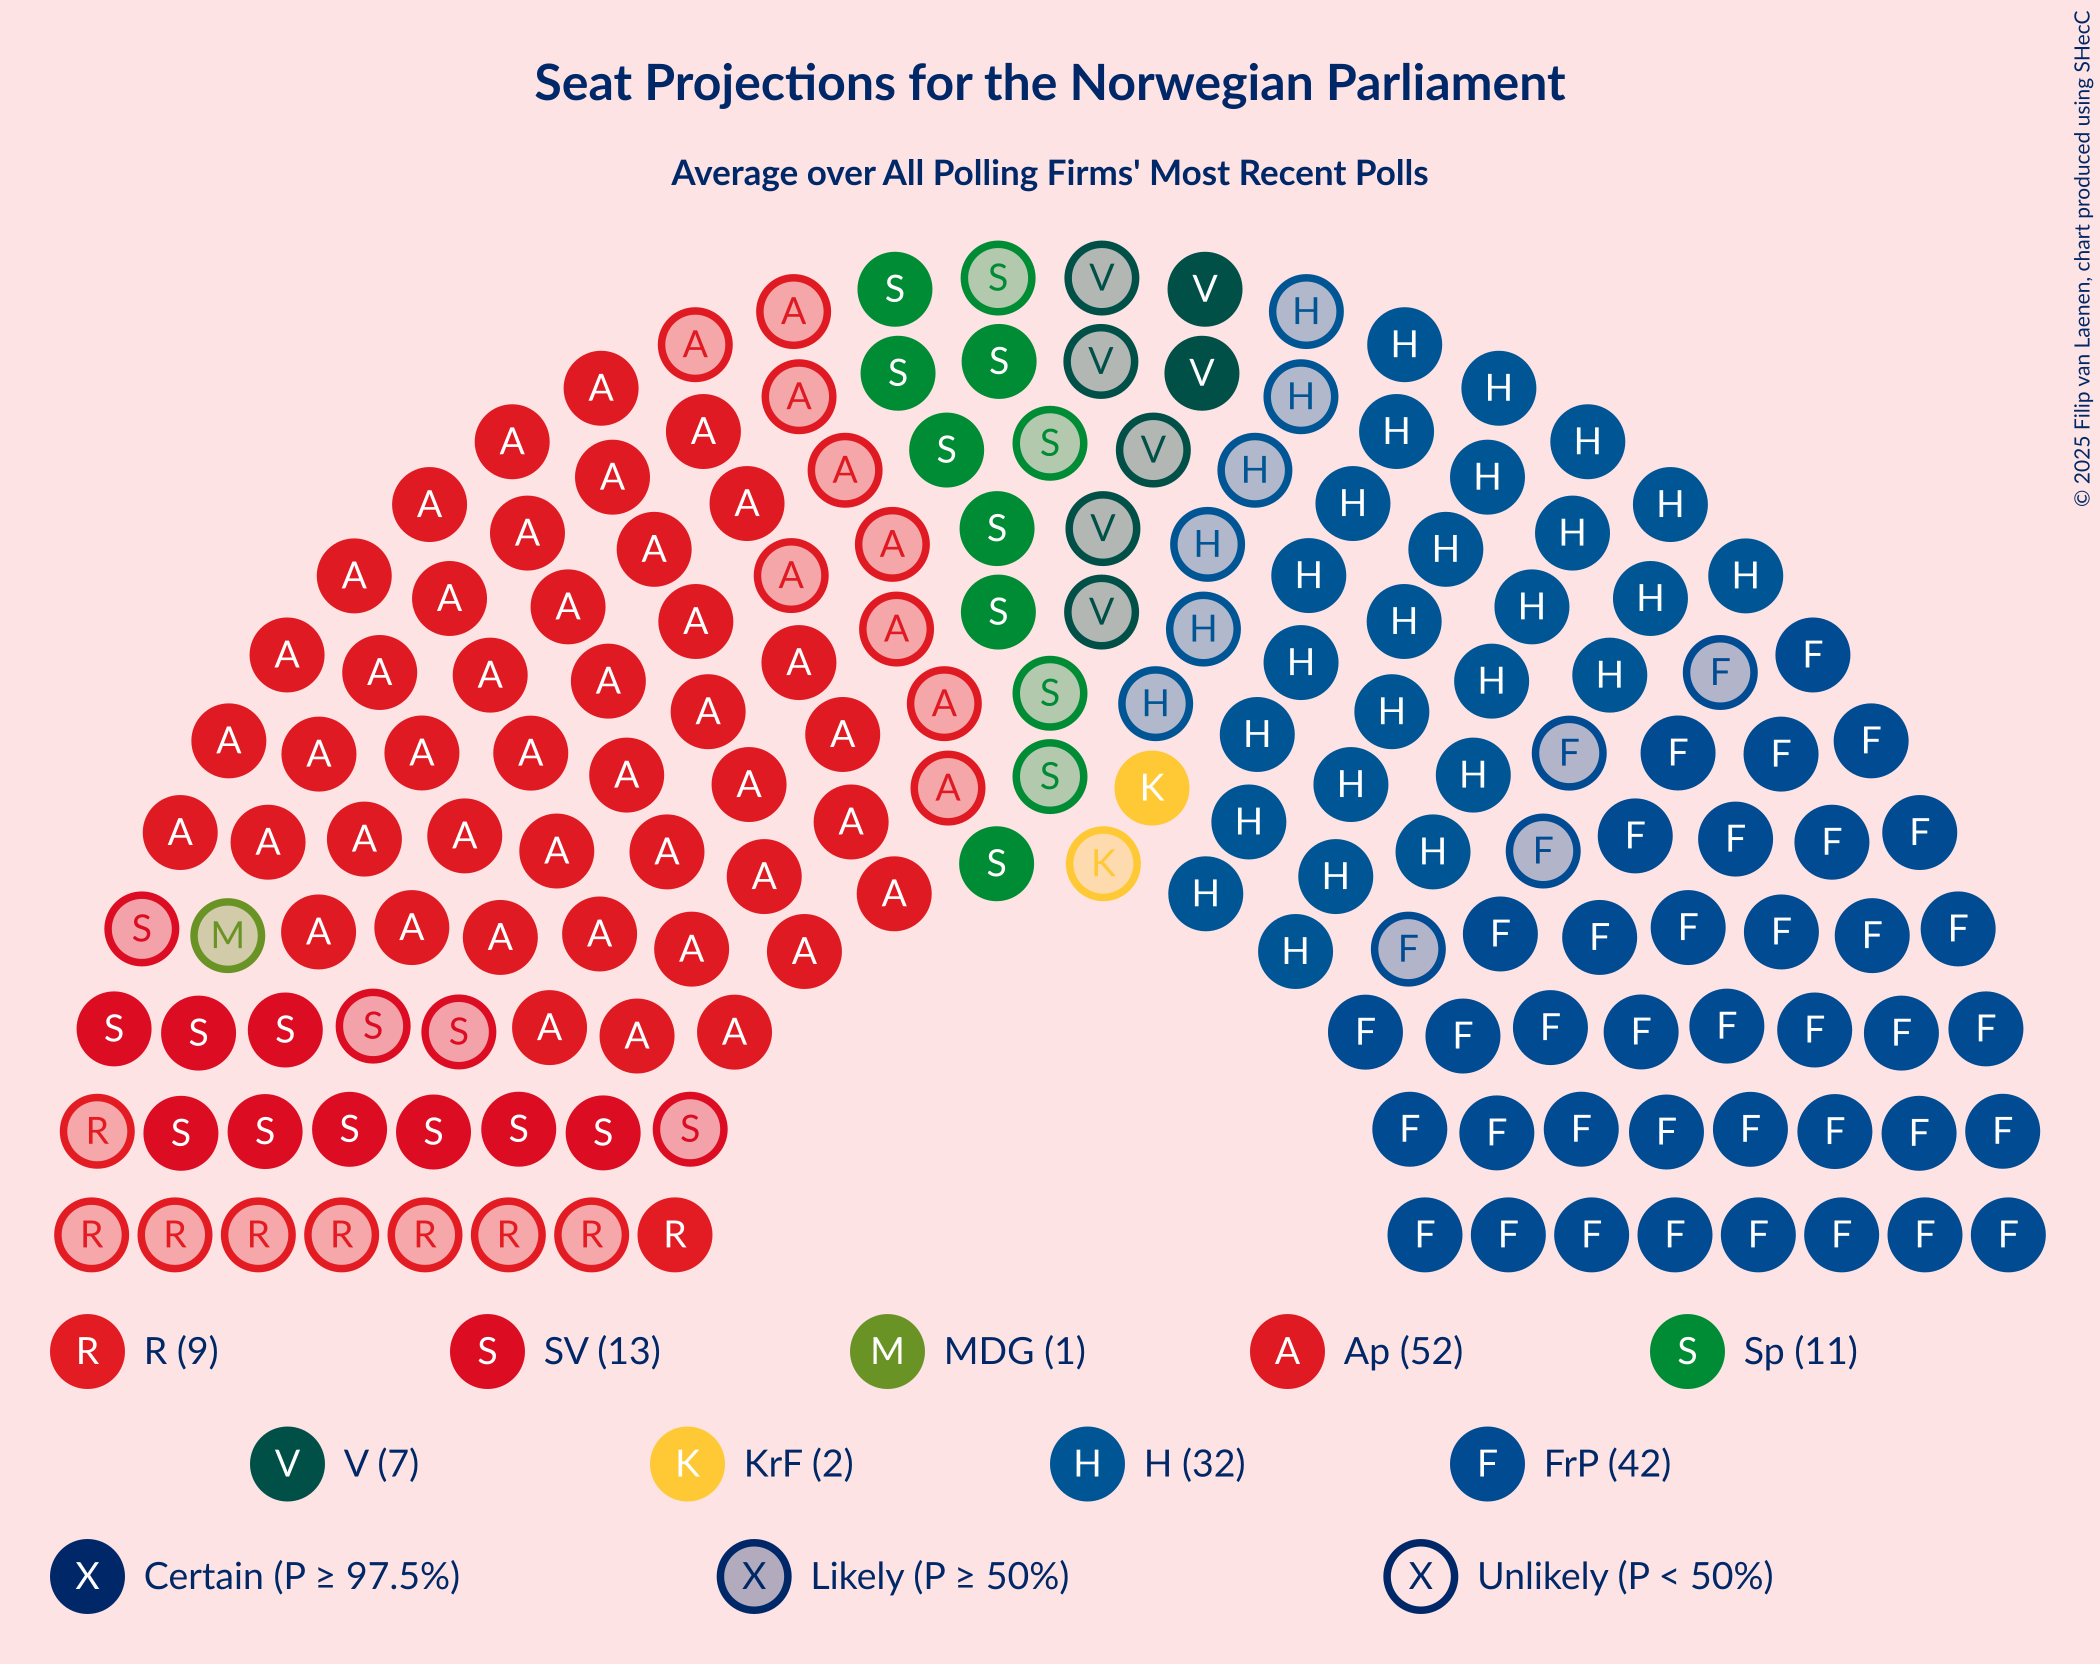 Seat Projections for the Norwegian Parliament
Average over All Polling Firms' Most Recent Polls
© 2025 Filip van Laenen, chart produced using SHecC
S S V V
A A H H
A S S V V H
A A A H H H
A A S S V H H H
A A A S V H H H
A A A A A H H H H
A A A A S V H H H H
A A A A A H H H H F F
A A A A A S H H H H F
A A A A A A S K H H H F F F F
A A A A A A A S K H H H F F F F F
S M A A A A A A A H H F F F F F F F
S S S S S A A A F F F F F F F F
R S S S S S S S F F F F F F F F
R R R R R R R R F F F F F F F F
R R (9) S SV (13) M MDG (1) A Ap (52) S Sp (11)
V V (7) K KrF (2) H H (32) F FrP (42)
X Certain (P ≥ 97.5%) X Likely (P ≥ 50%) X Unlikely (P < 50%)